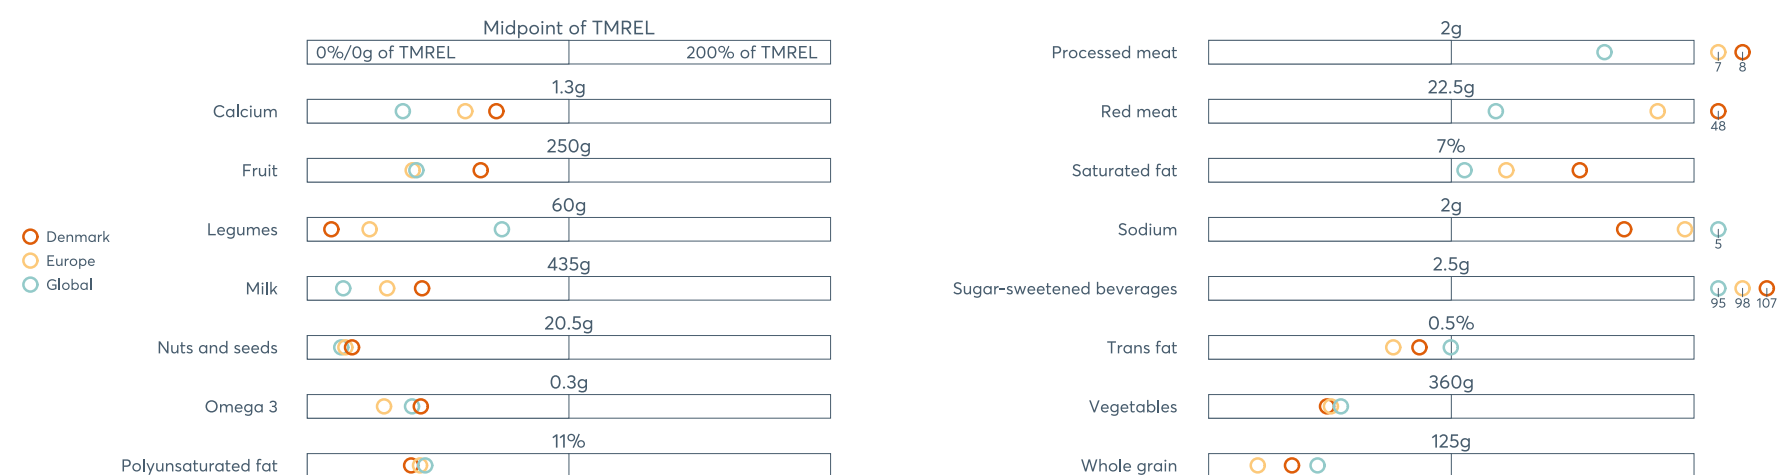 Midpoint of TMREL
0%/0g of TMREL 200% of TMREL
1.3g
Calcium
250g
Fruit
60g
Legumes
435g
Milk
20.5g
Nuts and seeds
0.3g
Omega 3
11%
Polyunsaturated fat
Denmark
Europe
Global
2g
Processed meat
7 8
22.5g
Red meat
48
7%
Saturated fat
2g
Sodium
5
2.5g
Sugar-sweetened beverages
95 98 107
0.5%
Trans fat
360g
Vegetables
125g
Whole grain